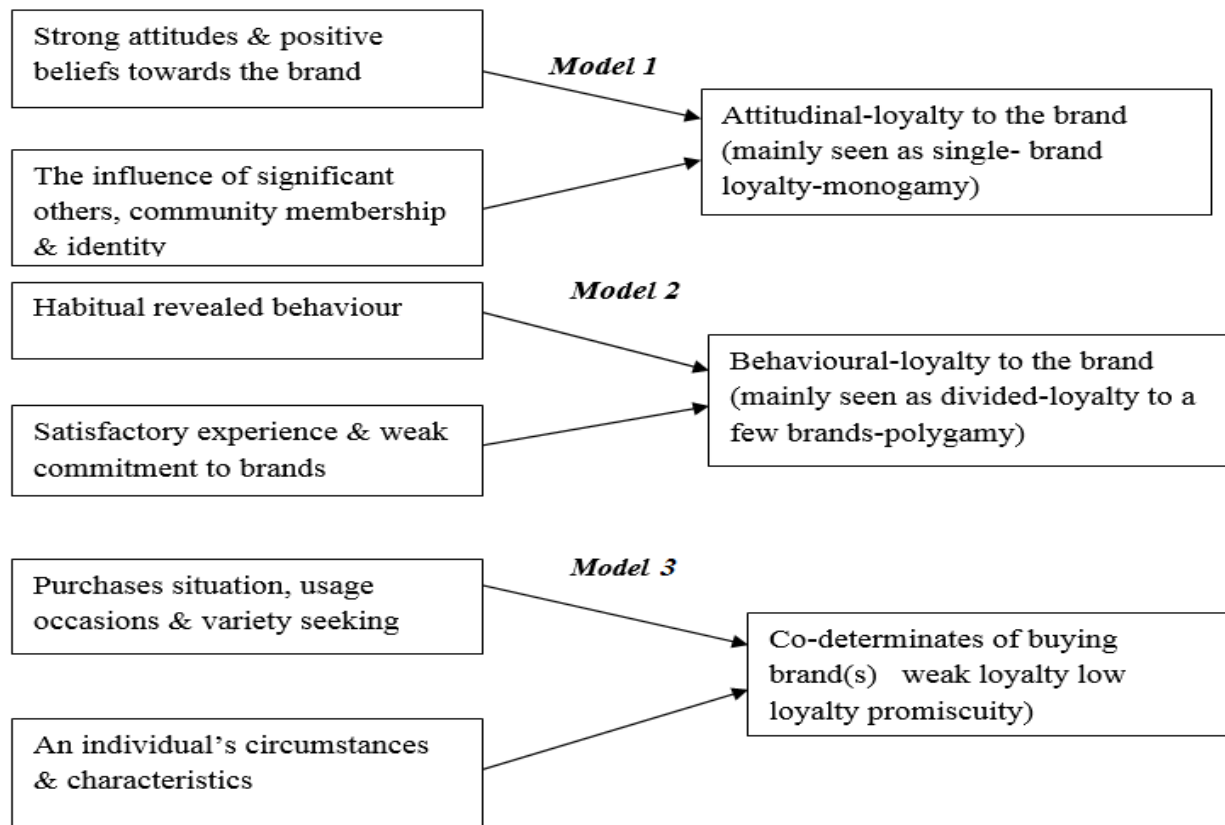 Strong attitudes & positive
beliefs towards the brand
Model 1
Attitudinal-loyalty to the brand
(mainly seen as single- brand
loyalty-monogamy)
The influence of significant
others, community membership
& identity
Habitual revealed behaviour
Model 2
Behavioural-loyalty to the brand
(mainly seen as divided-loyalty to a
few brands-polygamy)
Satisfactory experience & weak
commitment to brands
Purchases situation, usage
occasions & variety seeking
Model 3
Co-determinates of buying
brand(s)   weak loyalty low
loyalty promiscuity)
An individual’s circumstances
& characteristics